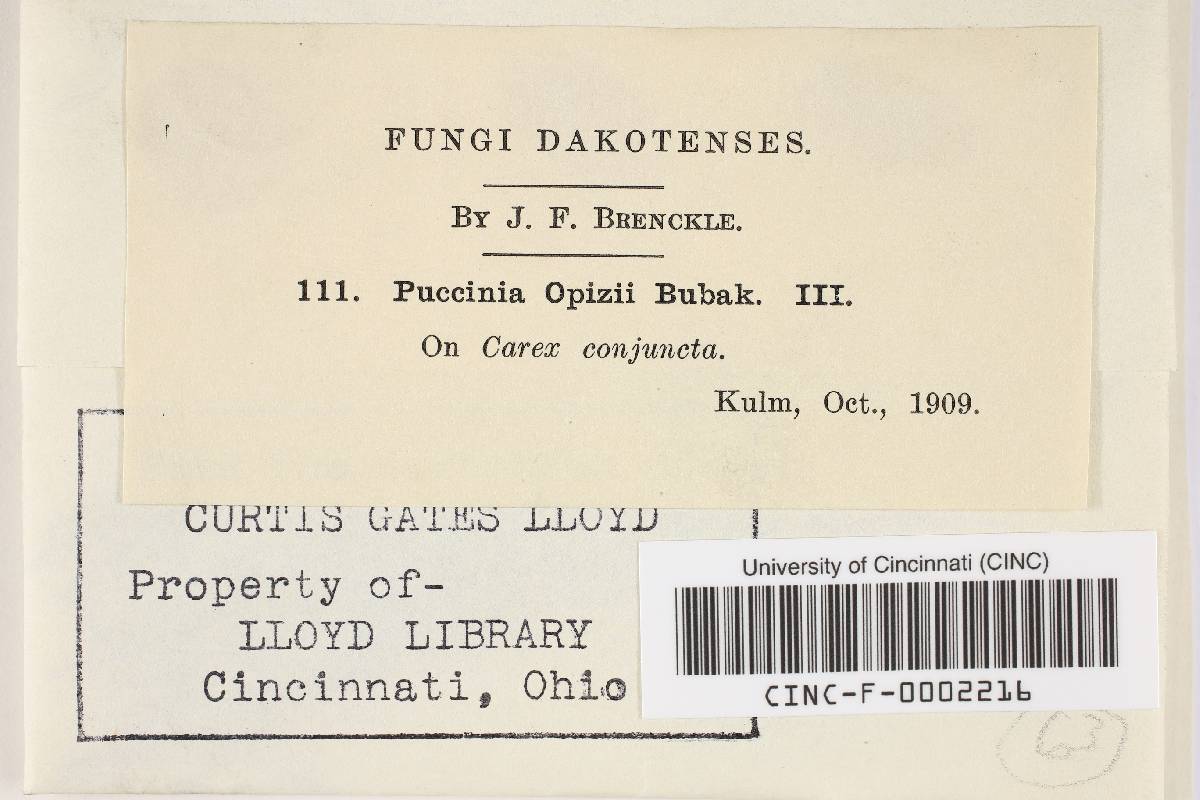 FUNGI DAKOTENSES.
By J. F. Brenckle.
111. Puccinia Opizii Bubak. III.
On Carex conjuncta.
Kulm, Oct., 1909.
CURTIS GATES LLOYD
Property of-
LLOYD LIBRARY
Cincinnati, Ohio
University of Cincinnati (CINC)
CINC-F-0002216